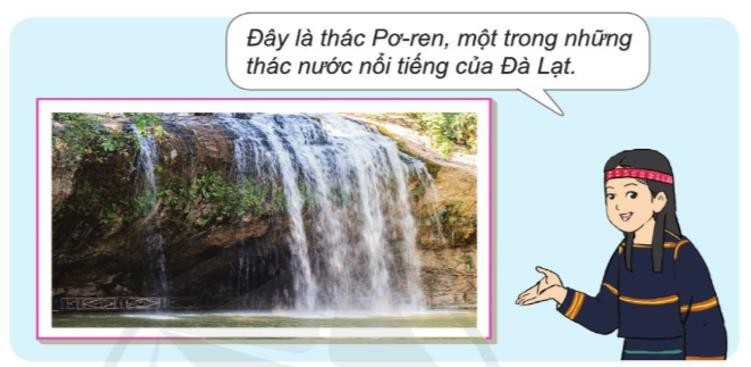 Đây là thác Pơ-ren, một trong những
thác nước nổi tiếng của Đà Lạt.